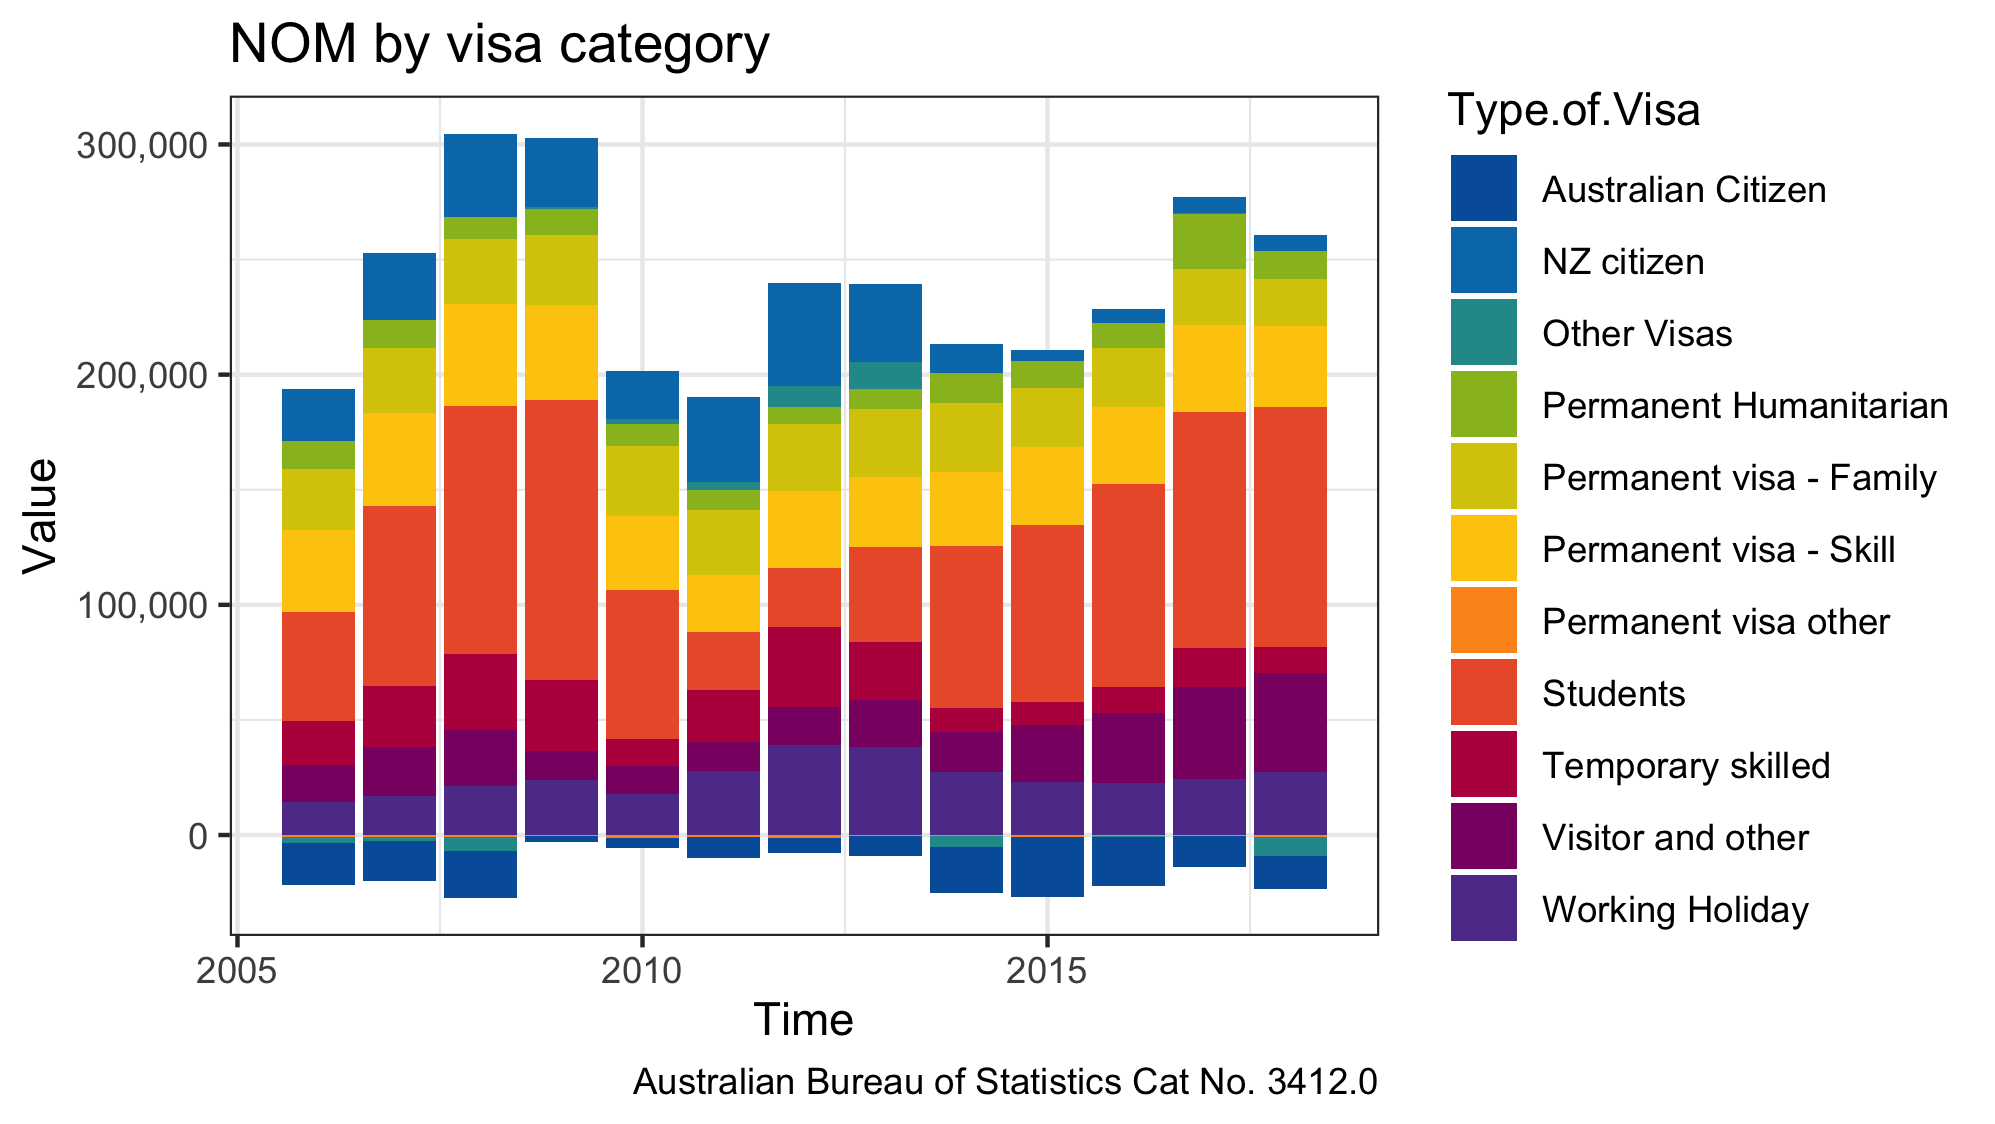 NOM by visa category
300,000
200,000
100,000
0
Value
2005
2010
2015
Time
Australian Bureau of Statistics Cat No. 3412.0
Type.of.Visa
Australian Citizen
NZ citizen
Other Visas
Permanent Humanitarian
Permanent visa - Family
Permanent visa - Skill
Permanent visa other
Students
Temporary skilled
Visitor and other
Working Holiday